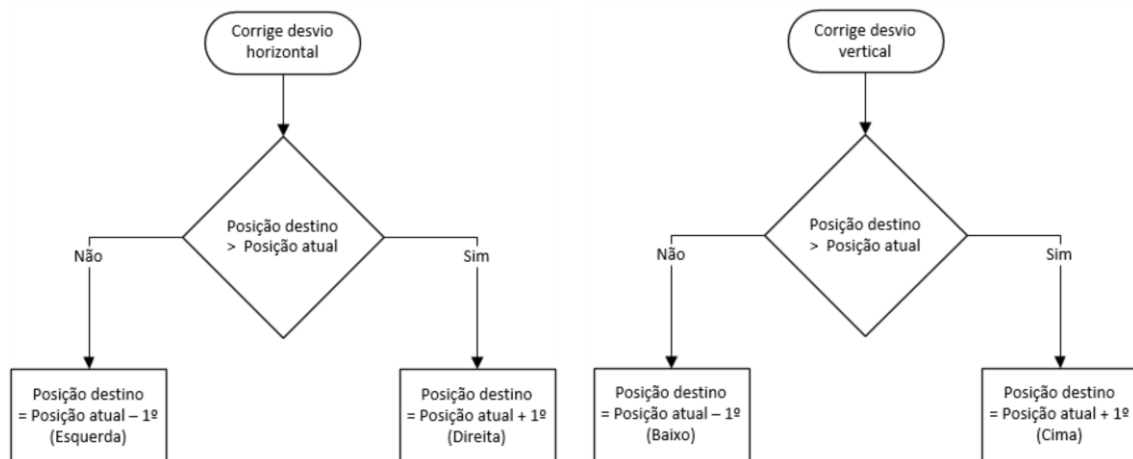 Corrige desvio
horizontal
Posição destino
> Posição atual
Não
Sim
Posição destino
= Posição atual – 1º
(Esquerda)
Posição destino
= Posição atual + 1º
(Direita)
Corrige desvio
vertical
Posição destino
> Posição atual
Não
Sim
Posição destino
= Posição atual – 1º
(Baixo)
Posição destino
= Posição atual + 1º
(Cima)